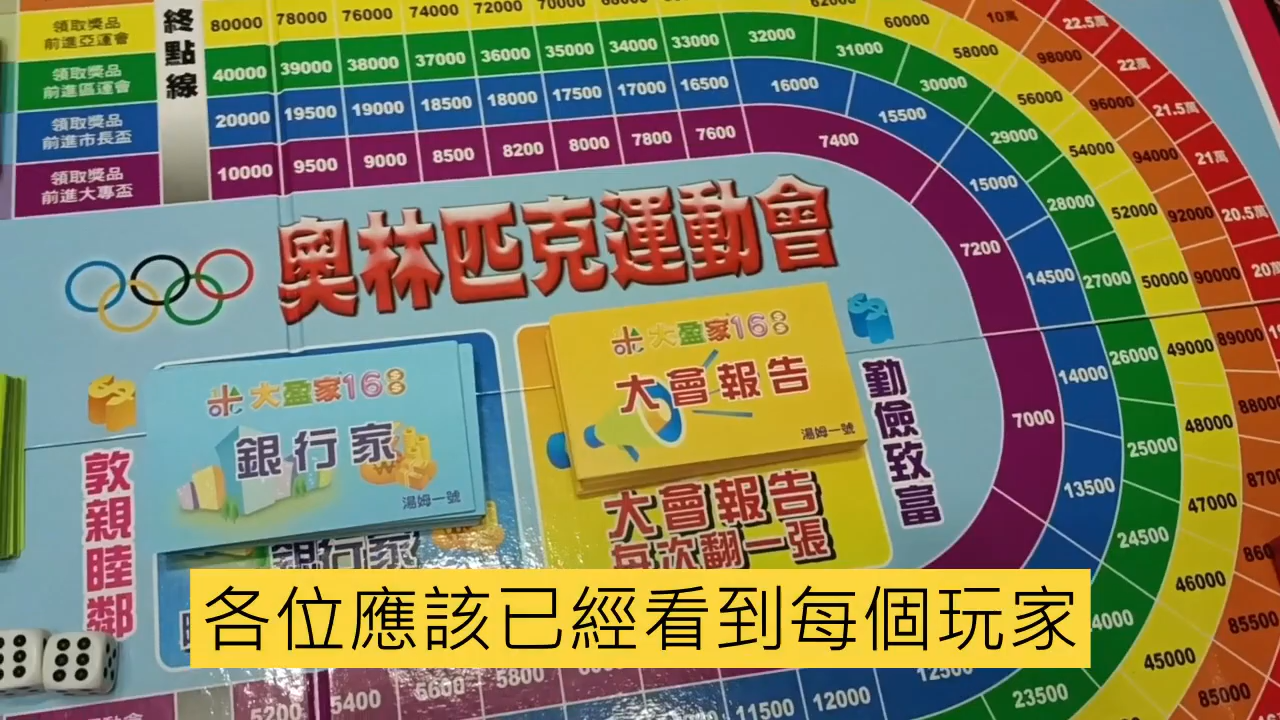 領取獎品
前進亞運會
終點線
80000 78000 76000 74000 72000 70000 62000 60000 10萬 22.5萬
領取獎品
前進區運會
40000 39000 38000 37000 36000 35000 34000 33000 32000 31000 58000 98000 22萬
領取獎品
前進市長盃
20000 19500 19000 18500 18000 17500 17000 16500 16000 15500 30000 56000 96000 21.5萬
領取獎品
前進大專盃
10000 9500 9000 8500 8200 8000 7800 7600 7400 15000 29000 54000 94000 21萬
28000 52000 92000 20.5萬
7200 14500 27000 50000 90000
奧林匹克運動會
14000 26000 49000 89000
7000 25000 48000
13500 24500 47000
46000 85500
45000 85000
大盈家168
銀行家
湯姆一號
銀行家
大盈家168
大會報告
湯姆一號
大會報告
每次翻一張
敦親睦鄰
勤儉致富
各位應該已經看到每個玩家
5200 5400 5600 5800 11500 12000 12500 23500